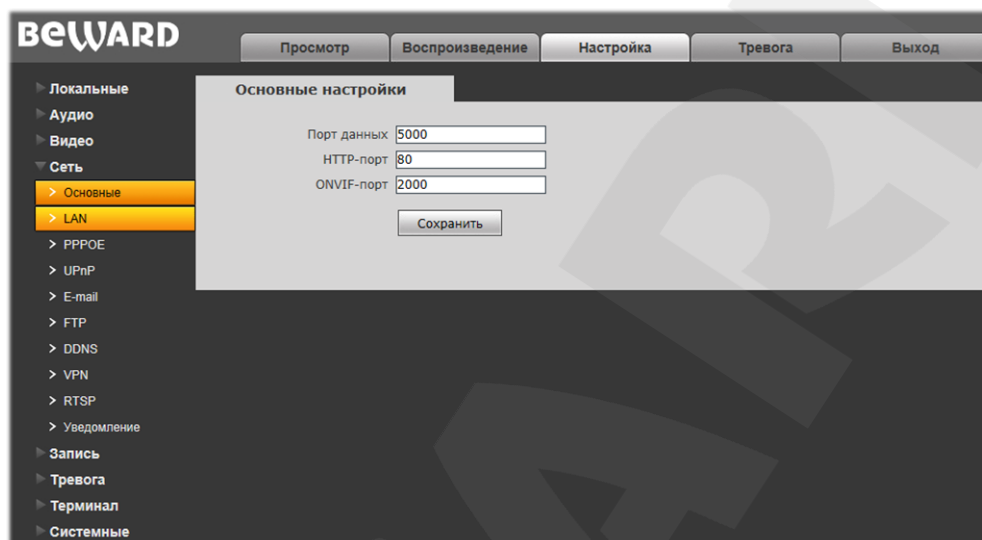 BEWARD
Просмотр Воспроизведение Настройка Тревога Выход
Локальные
Аудио
Видео
Сеть
> Основные
> LAN
> PPPOE
> UPnP
> E-mail
> FTP
> DDNS
> VPN
> RTSP
> Уведомление
Запись
Тревога
Терминал
Системные
Основные настройки
Порт данных 5000
HTTP-порт 80
ONVIF-порт 2000
Сохранить